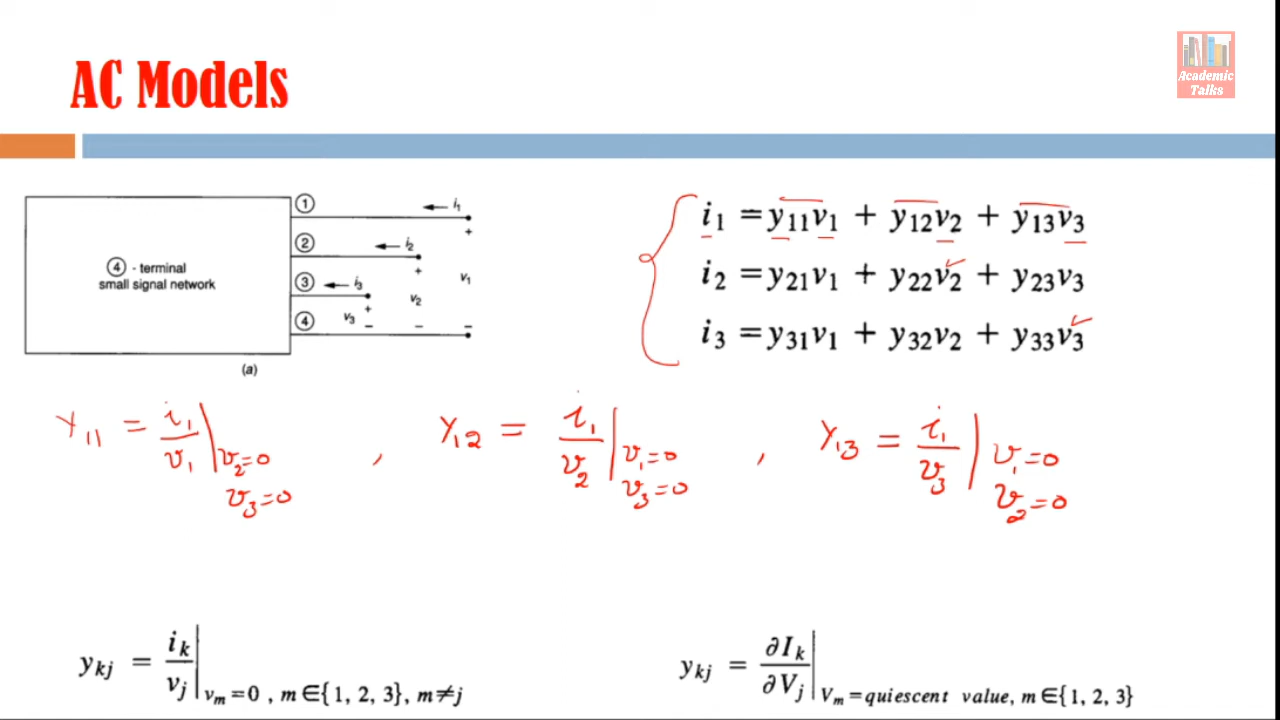 AC Models
Academic
Talks
1 i1
2 i2
4 - terminal
small signal network
3 i3
+ + +
v1
v2
v3
4
- - -
(a)
i1 = y11v1 + y12v2 + y13v3
i2 = y21v1 + y22v2 + y23v3
i3 = y31v1 + y32v2 + y33v3
Y11 = i1/v1 | v2=0 v3=0 , Y12 = i1/v2 | v1=0 v3=0 , Y13 = i1/v3 | v1=0 v2=0
ykj = ik/vj | vm = 0 , m ∈ {1, 2, 3}, m ≠ j
ykj = ∂Ik/∂Vj | Vm = quiescent value, m ∈ {1, 2, 3}